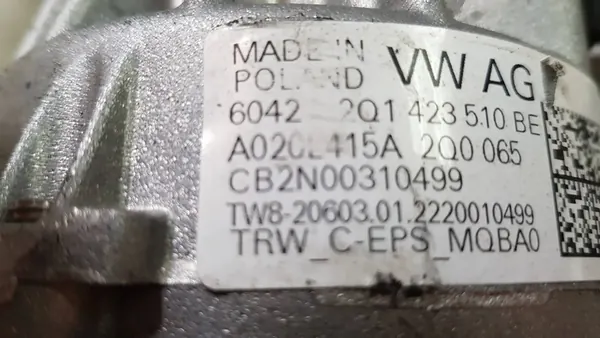 MADE IN
POLAND VW AG
6042 2Q1 423 510 BE
2Q0 065
CB2N00310499
TW8-20603.01.2220010499
TRW_C-EPS_MQBA0